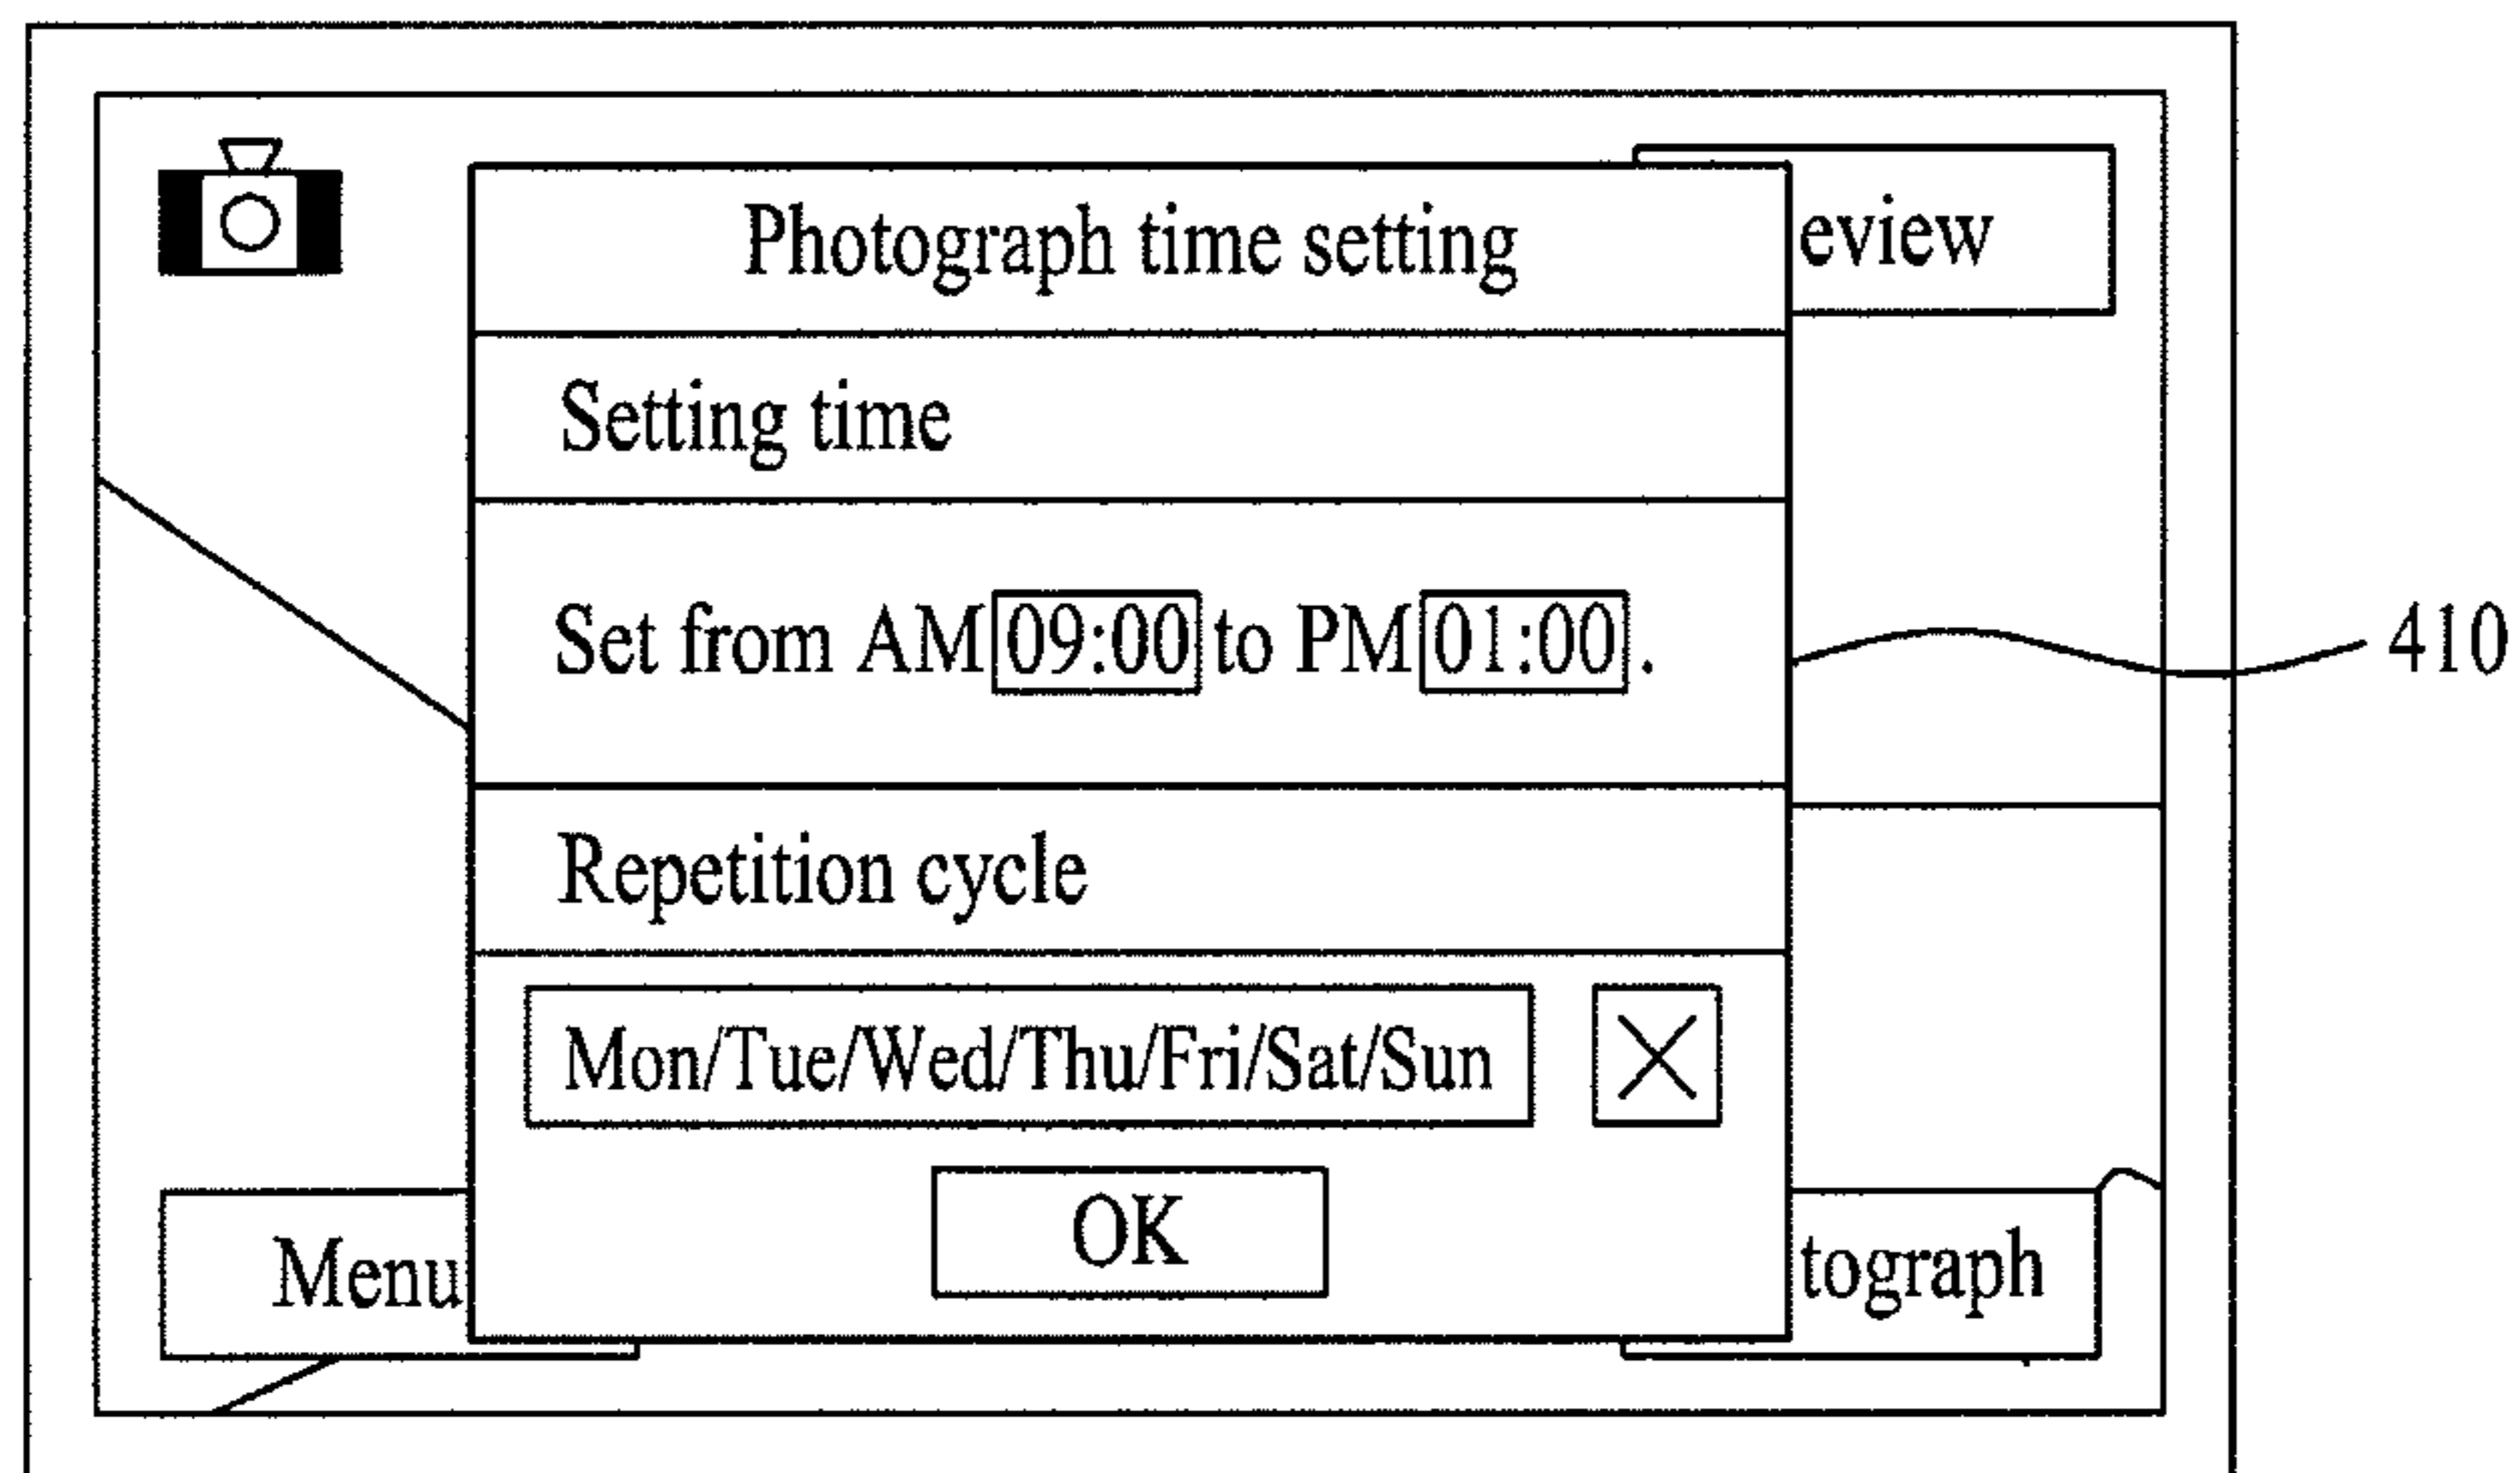 Photograph time setting
eview
Setting time
Set from AM 09:00 to PM 01:00.
410
Repetition cycle
Mon/Tue/Wed/Thu/Fri/Sat/Sun
OK
Menu
tograph